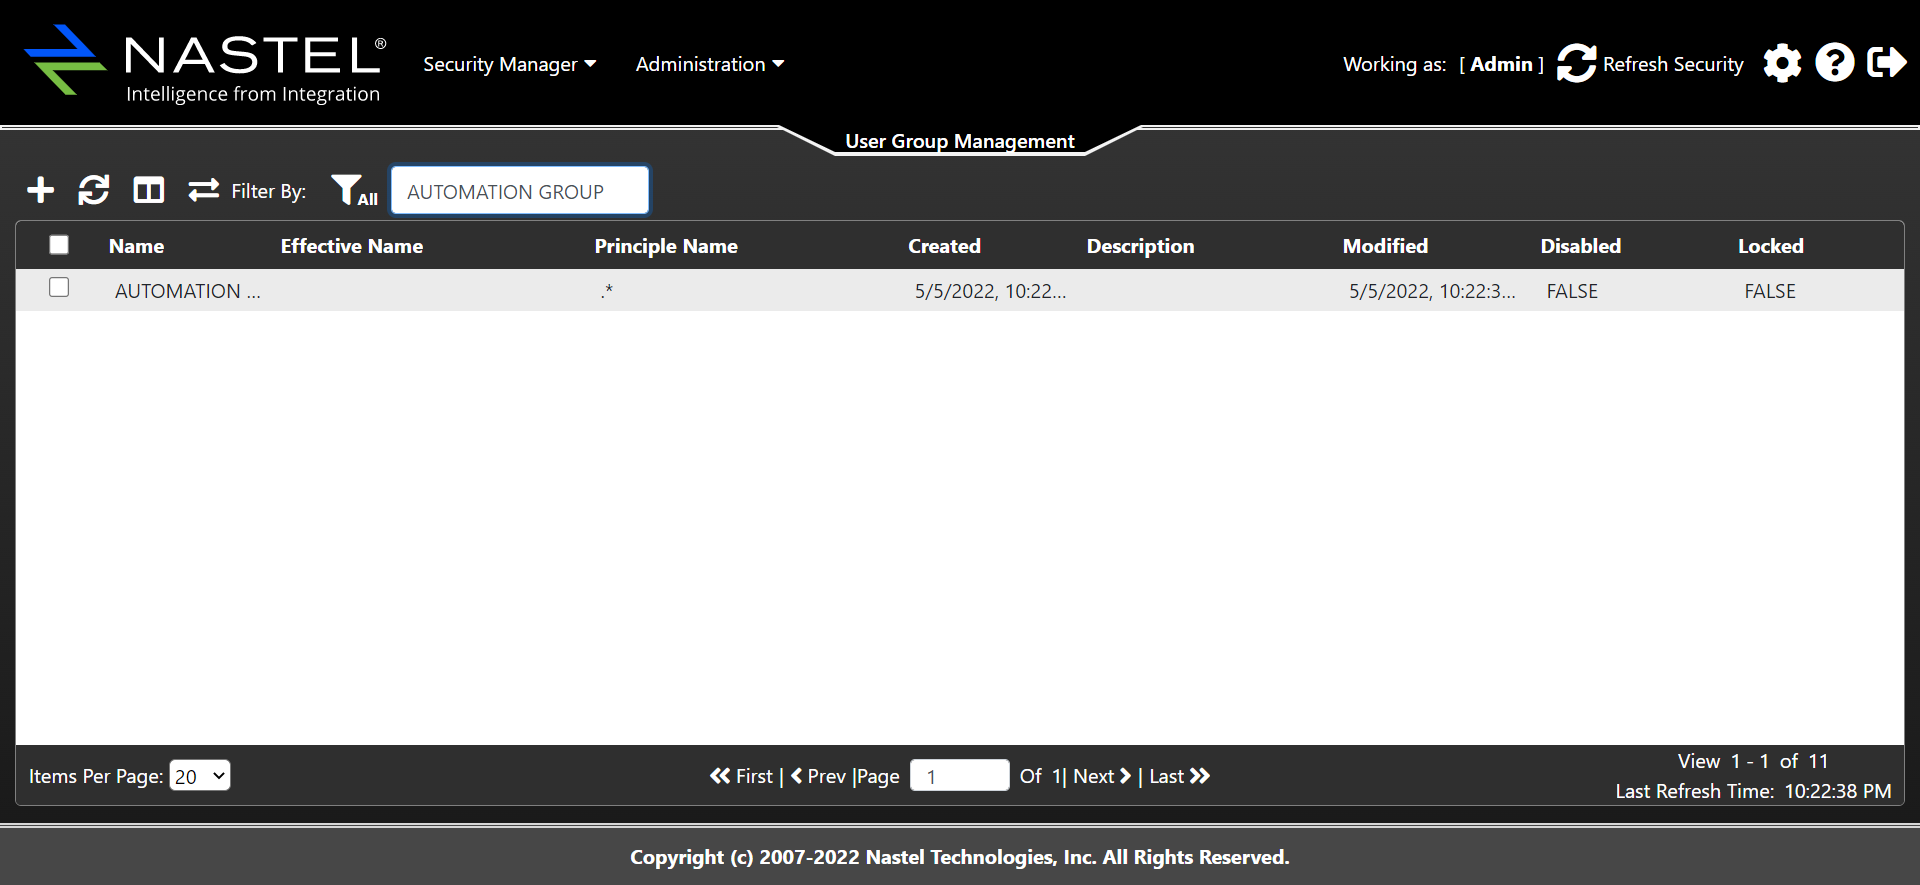 NASTEL®
Intelligence from Integration
Security Manager
Administration
Working as: [ Admin ]
Refresh Security
User Group Management
Filter By:
All
AUTOMATION GROUP
Name Effective Name Principle Name Created Description Modified Disabled Locked
AUTOMATION ... .* 5/5/2022, 10:22... 5/5/2022, 10:22:3... FALSE FALSE
Items Per Page: 20
First | Prev |Page 1 Of 1| Next | Last
View 1 - 1 of 11
Last Refresh Time: 10:22:38 PM
Copyright (c) 2007-2022 Nastel Technologies, Inc. All Rights Reserved.